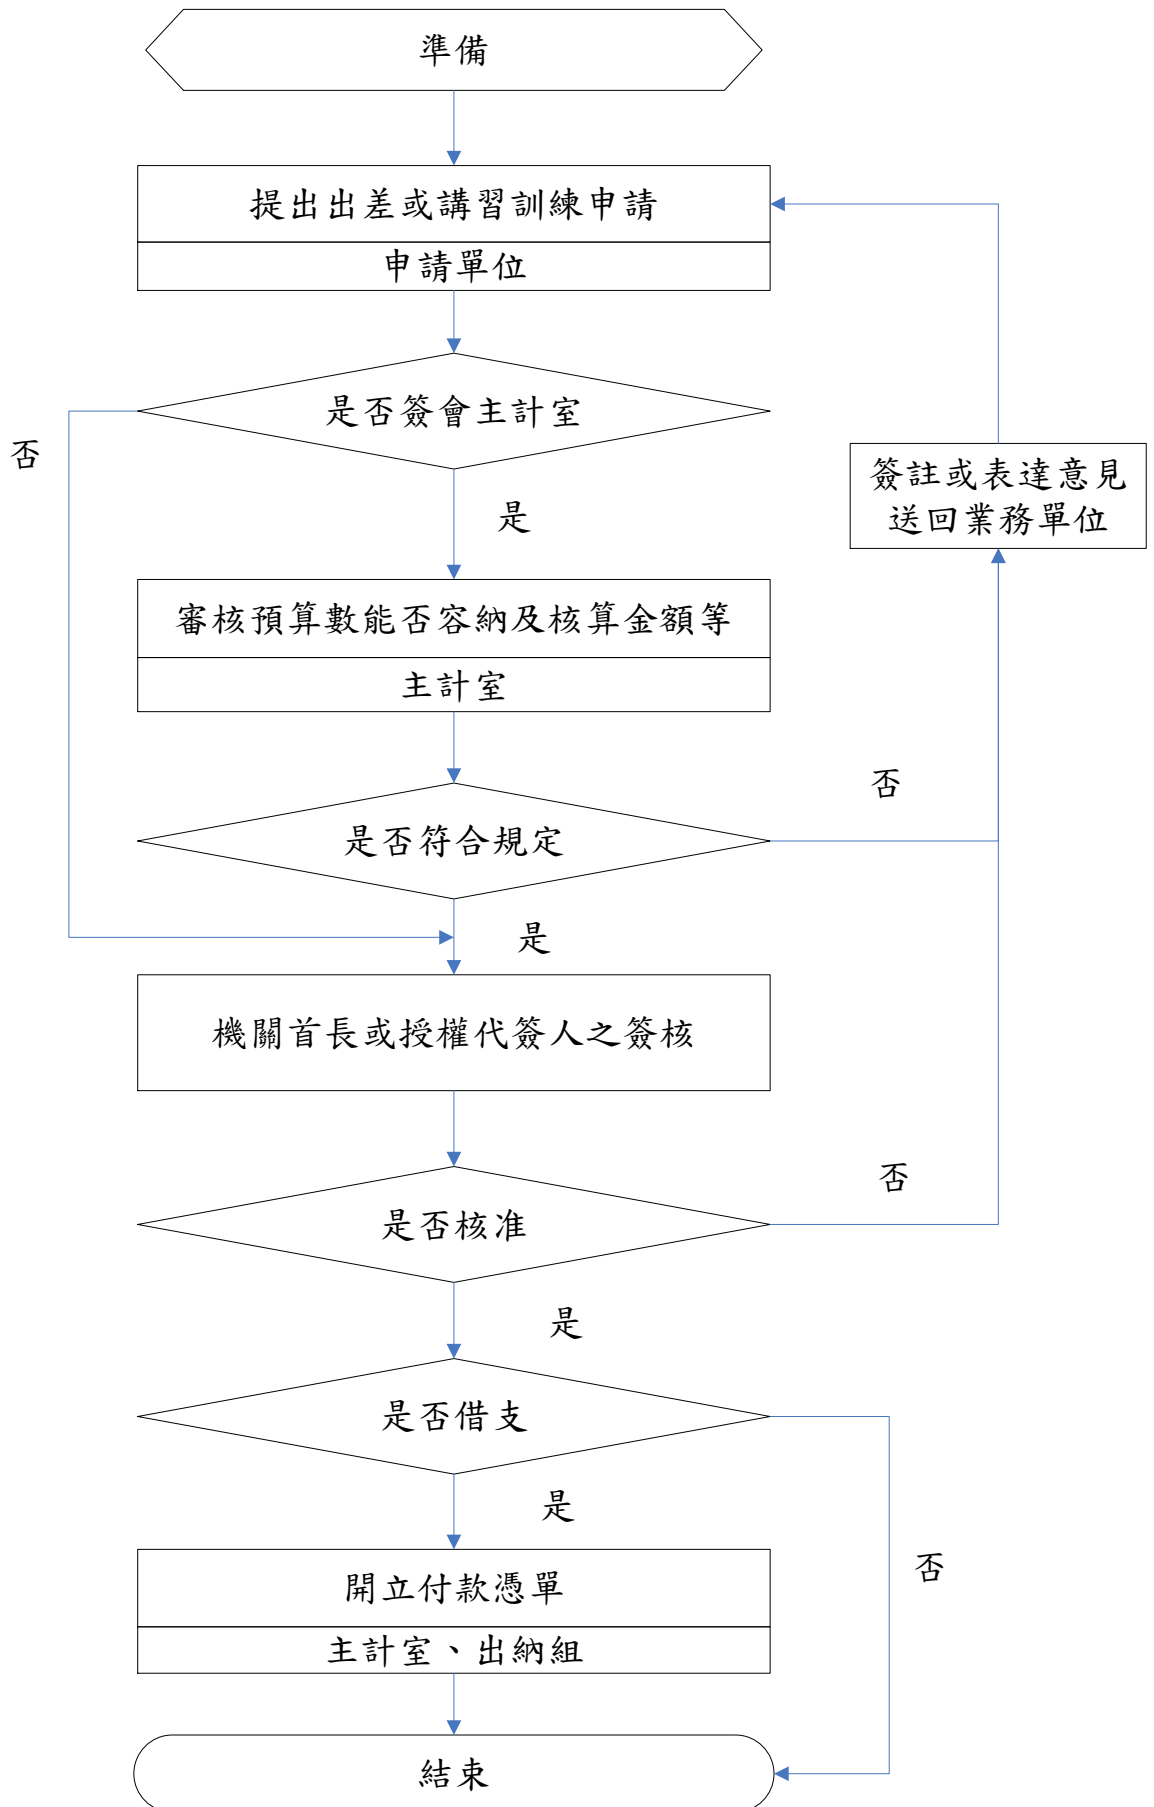 準備
提出出差或講習訓練申請
申請單位
是否簽會主計室
否
簽註或表達意見
送回業務單位
是
審核預算數能否容納及核算金額等
主計室
否
是否符合規定
是
機關首長或授權代簽人之簽核
否
是否核准
是
是否借支
是
否
開立付款憑單
主計室、出納組
結束